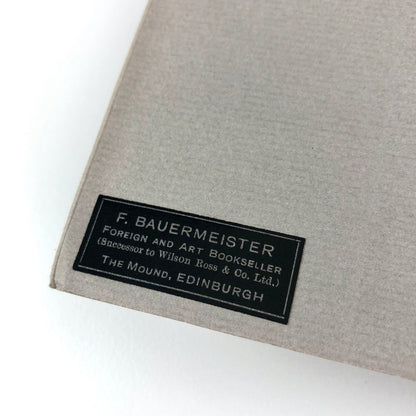 F. BAUERMEISTER
FOREIGN AND ART BOOKSELLER
(Successor to Wilson Ross & Co. Ltd.)
THE MOUND, EDINBURGH